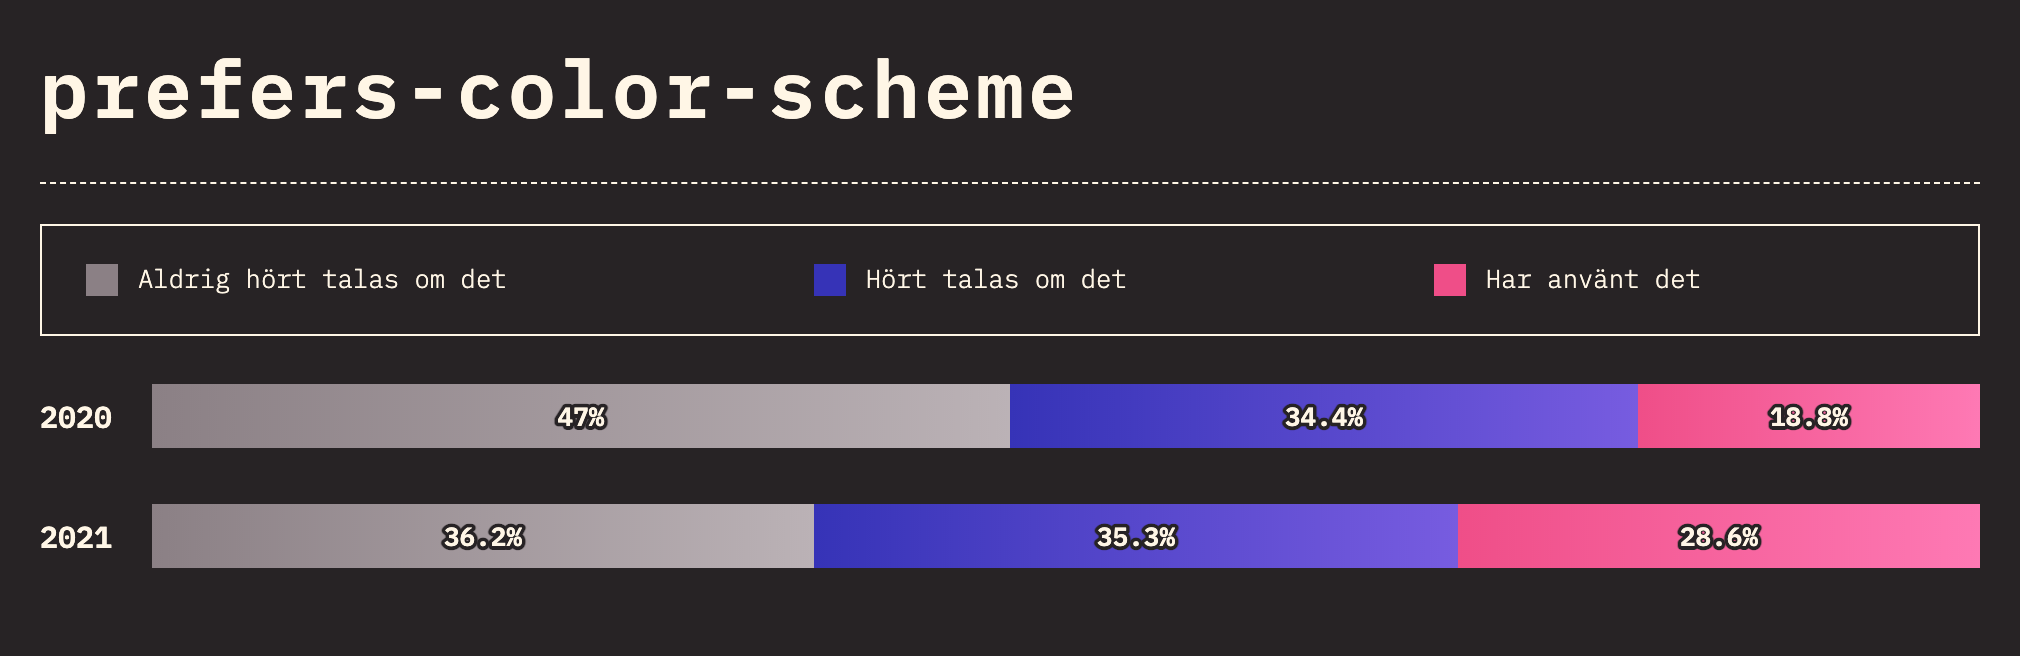 prefers-color-scheme
Aldrig hört talas om det Hört talas om det Har använt det
2020 47% 34.4% 18.8%
2021 36.2% 35.3% 28.6%